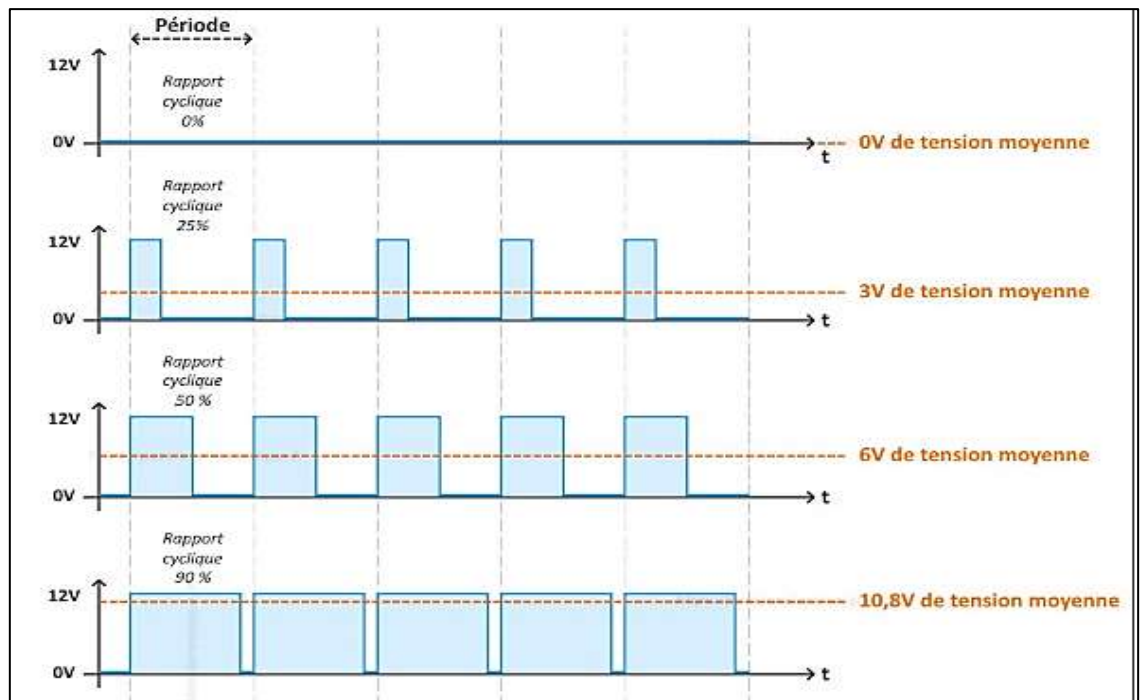 Période
12V
Rapport
cyclique
0%
0V
0V de tension moyenne
t
Rapport
cyclique
25%
12V
3V de tension moyenne
0V
t
Rapport
cyclique
50 %
12V
6V de tension moyenne
0V
t
Rapport
cyclique
90 %
12V
10,8V de tension moyenne
0V
t